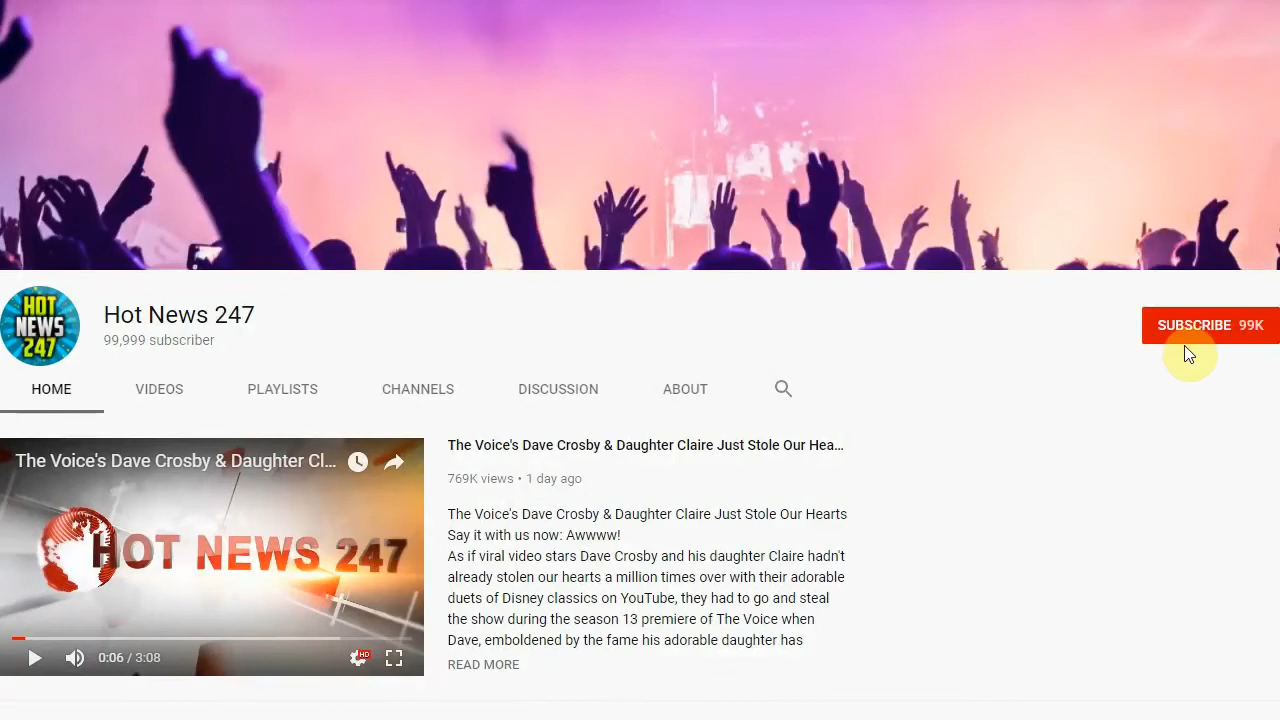 HOT
NEWS
247
Hot News 247
99,999 subscriber
SUBSCRIBE 99K
HOME VIDEOS PLAYLISTS CHANNELS DISCUSSION ABOUT
The Voice's Dave Crosby & Daughter Cl...
HOT NEWS 247
0:06 / 3:08
HD
The Voice's Dave Crosby & Daughter Claire Just Stole Our Hea...
769K views • 1 day ago
The Voice's Dave Crosby & Daughter Claire Just Stole Our Hearts
Say it with us now: Awwww!
As if viral video stars Dave Crosby and his daughter Claire hadn't
already stolen our hearts a million times over with their adorable
duets of Disney classics on YouTube, they had to go and steal
the show during the season 13 premiere of The Voice when
Dave, emboldened by the fame his adorable daughter has
READ MORE